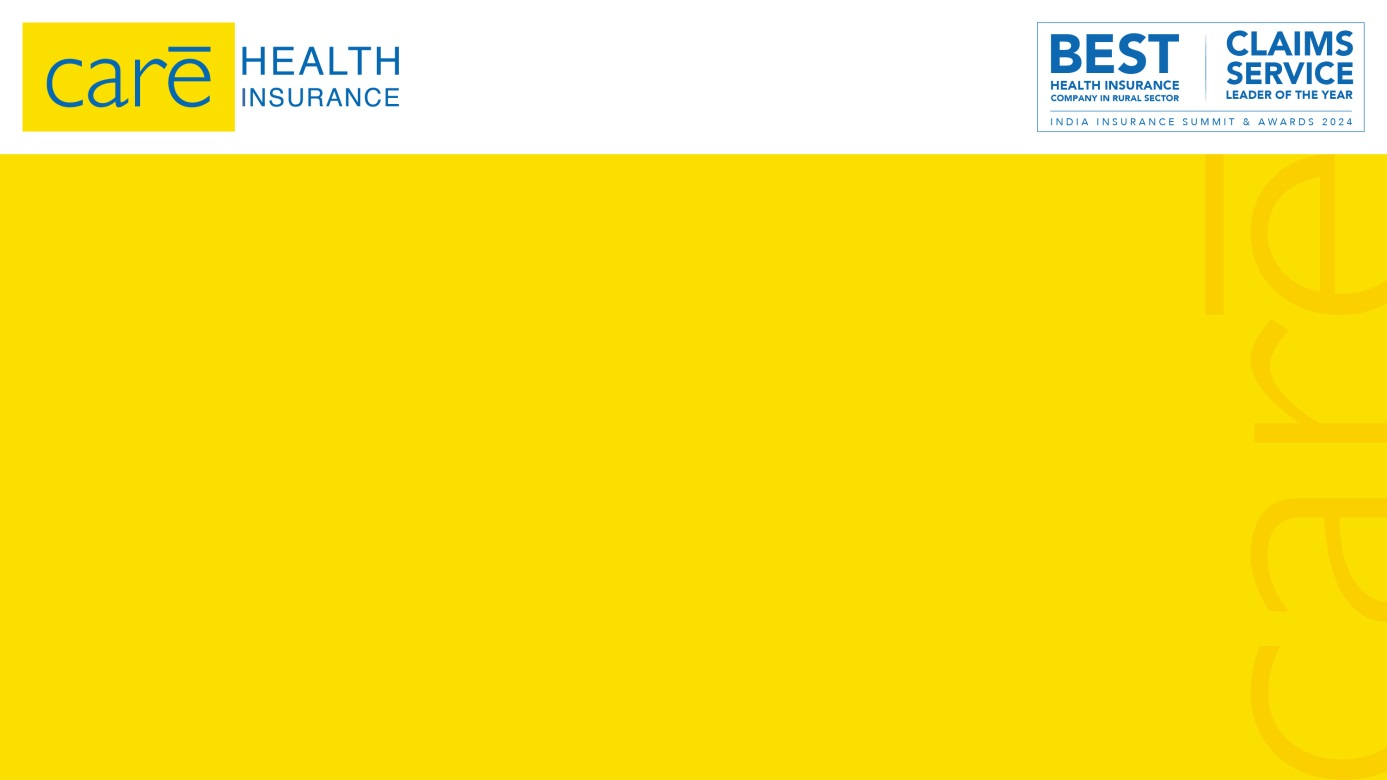 carē HEALTH
INSURANCE
BEST
HEALTH INSURANCE
COMPANY IN RURAL SECTOR
CLAIMS
SERVICE
LEADER OF THE YEAR
INDIA INSURANCE SUMMIT & AWARDS 2024
carē